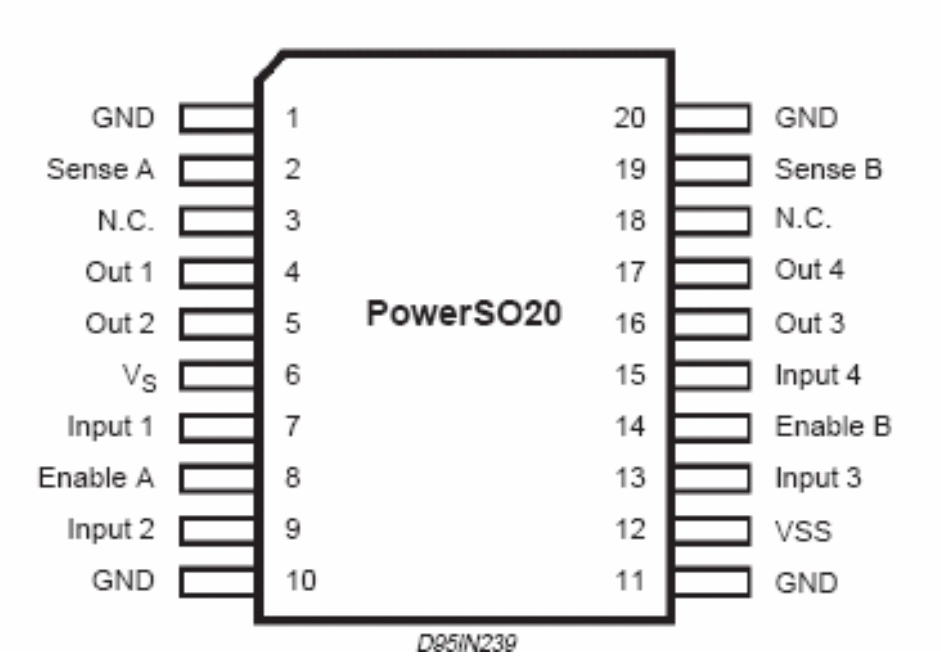 GND 1 20 GND
Sense A 2 19 Sense B
N.C. 3 18 N.C.
Out 1 4 17 Out 4
Out 2 5 16 Out 3
PowerSO20
VS 6 15 Input 4
Input 1 7 14 Enable B
Enable A 8 13 Input 3
Input 2 9 12 VSS
GND 10 11 GND
D95IN239